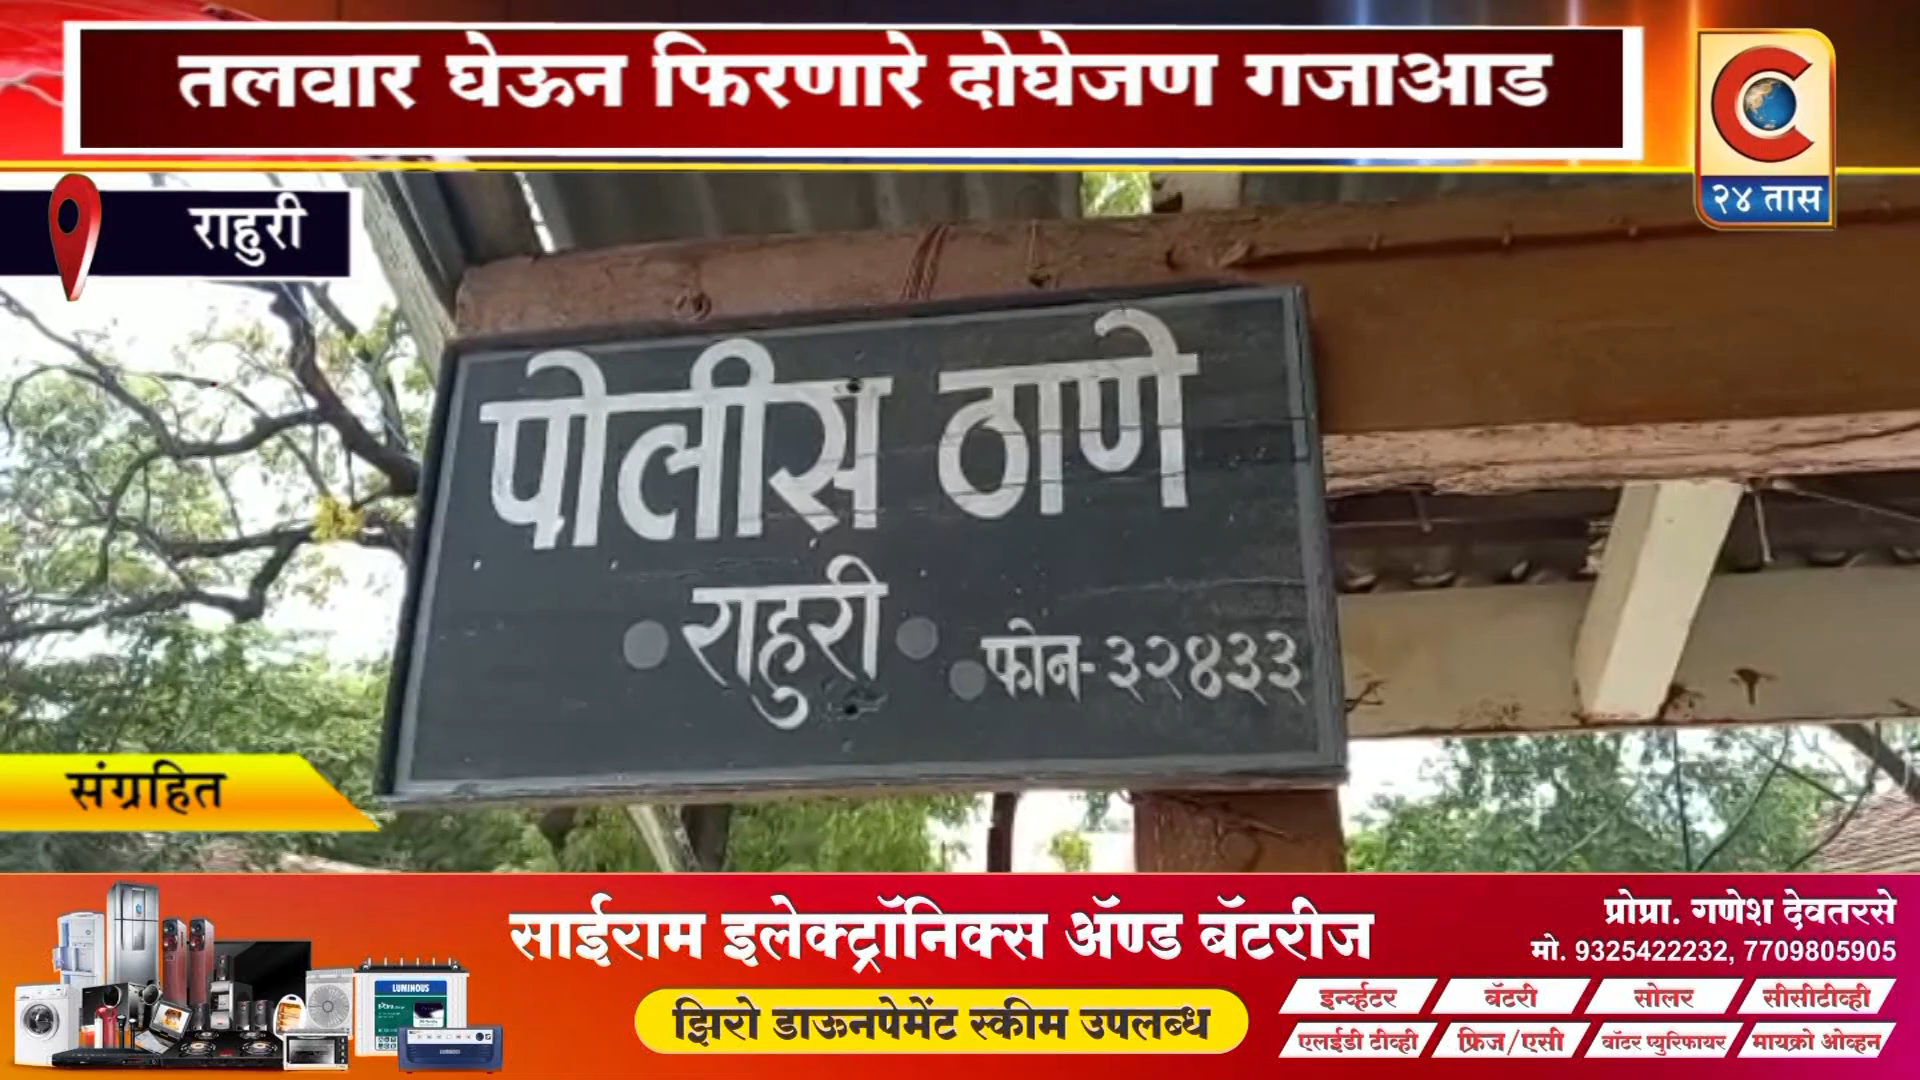 तलवार घेऊन फिरणारे दोघेजण गजाआड
२४ तास
राहुरी
पोलीस ठाणे
राहुरी
फोन-३२४३३
संग्रहित
साईराम इलेक्ट्रॉनिक्स ॲण्ड बॅटरीज
झिरो डाऊनपेमेंट स्कीम उपलब्ध
प्रोप्रा. गणेश देवतरसे
मो. 9325422232, 7709805905
इन्व्हर्टर बॅटरी सोलर सीसीटीव्ही
एलईडी टीव्ही फ्रिज/एसी वॉटर प्युरिफायर मायक्रो ओव्हन
LUMINOUS